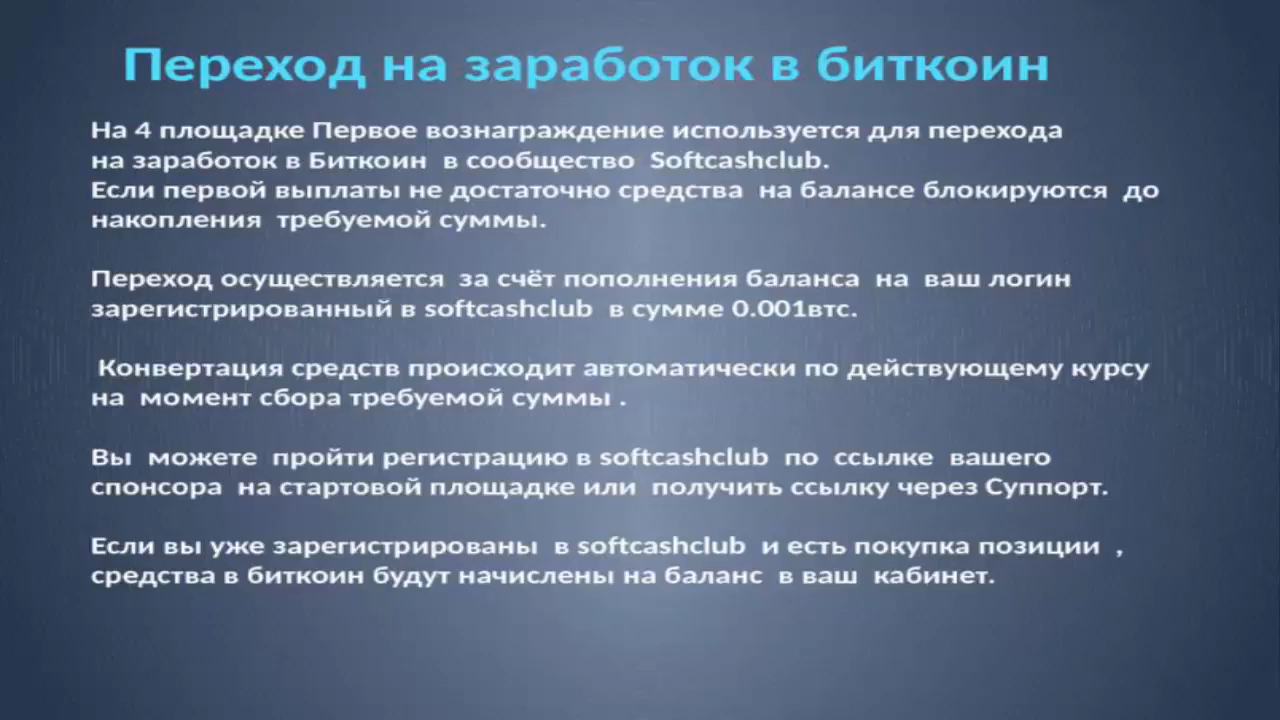 Переход на заработок в биткоин
На 4 площадке Первое вознаграждение используется для перехода
на заработок в Биткоин в сообщество Softcashclub.
Если первой выплаты не достаточно средства на балансе блокируются до
накопления требуемой суммы.
Переход осуществляется за счёт пополнения баланса на ваш логин
зарегистрированный в softcashclub в сумме 0.001втс.
Конвертация средств происходит автоматически по действующему курсу
на момент сбора требуемой суммы .
Вы можете пройти регистрацию в softcashclub по ссылке вашего
спонсора на стартовой площадке или получить ссылку через Суппорт.
Если вы уже зарегистрированы в softcashclub и есть покупка позиции ,
средства в биткоин будут начислены на баланс в ваш кабинет.